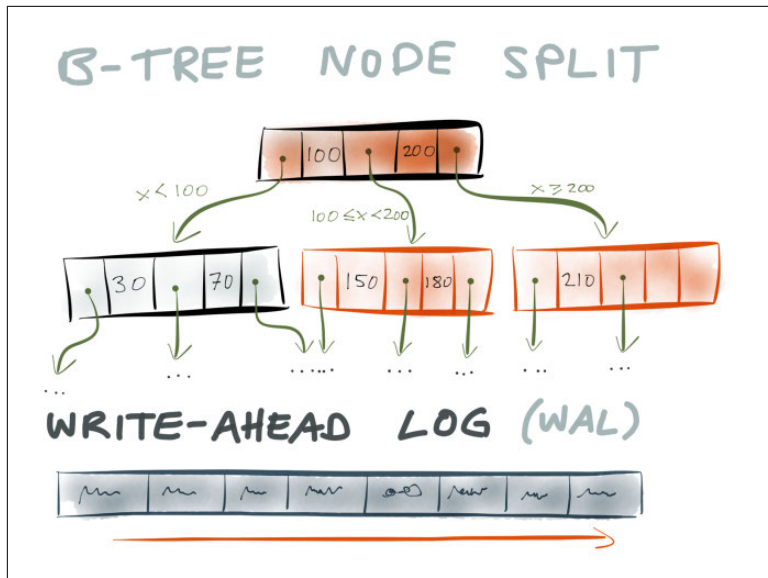 B-TREE NODE SPLIT
100 200
x < 100
100 ≤ x < 200
x ≥ 200
30 70 150 180 210
... ... ...... ... ... ... ...
WRITE-AHEAD LOG (WAL)